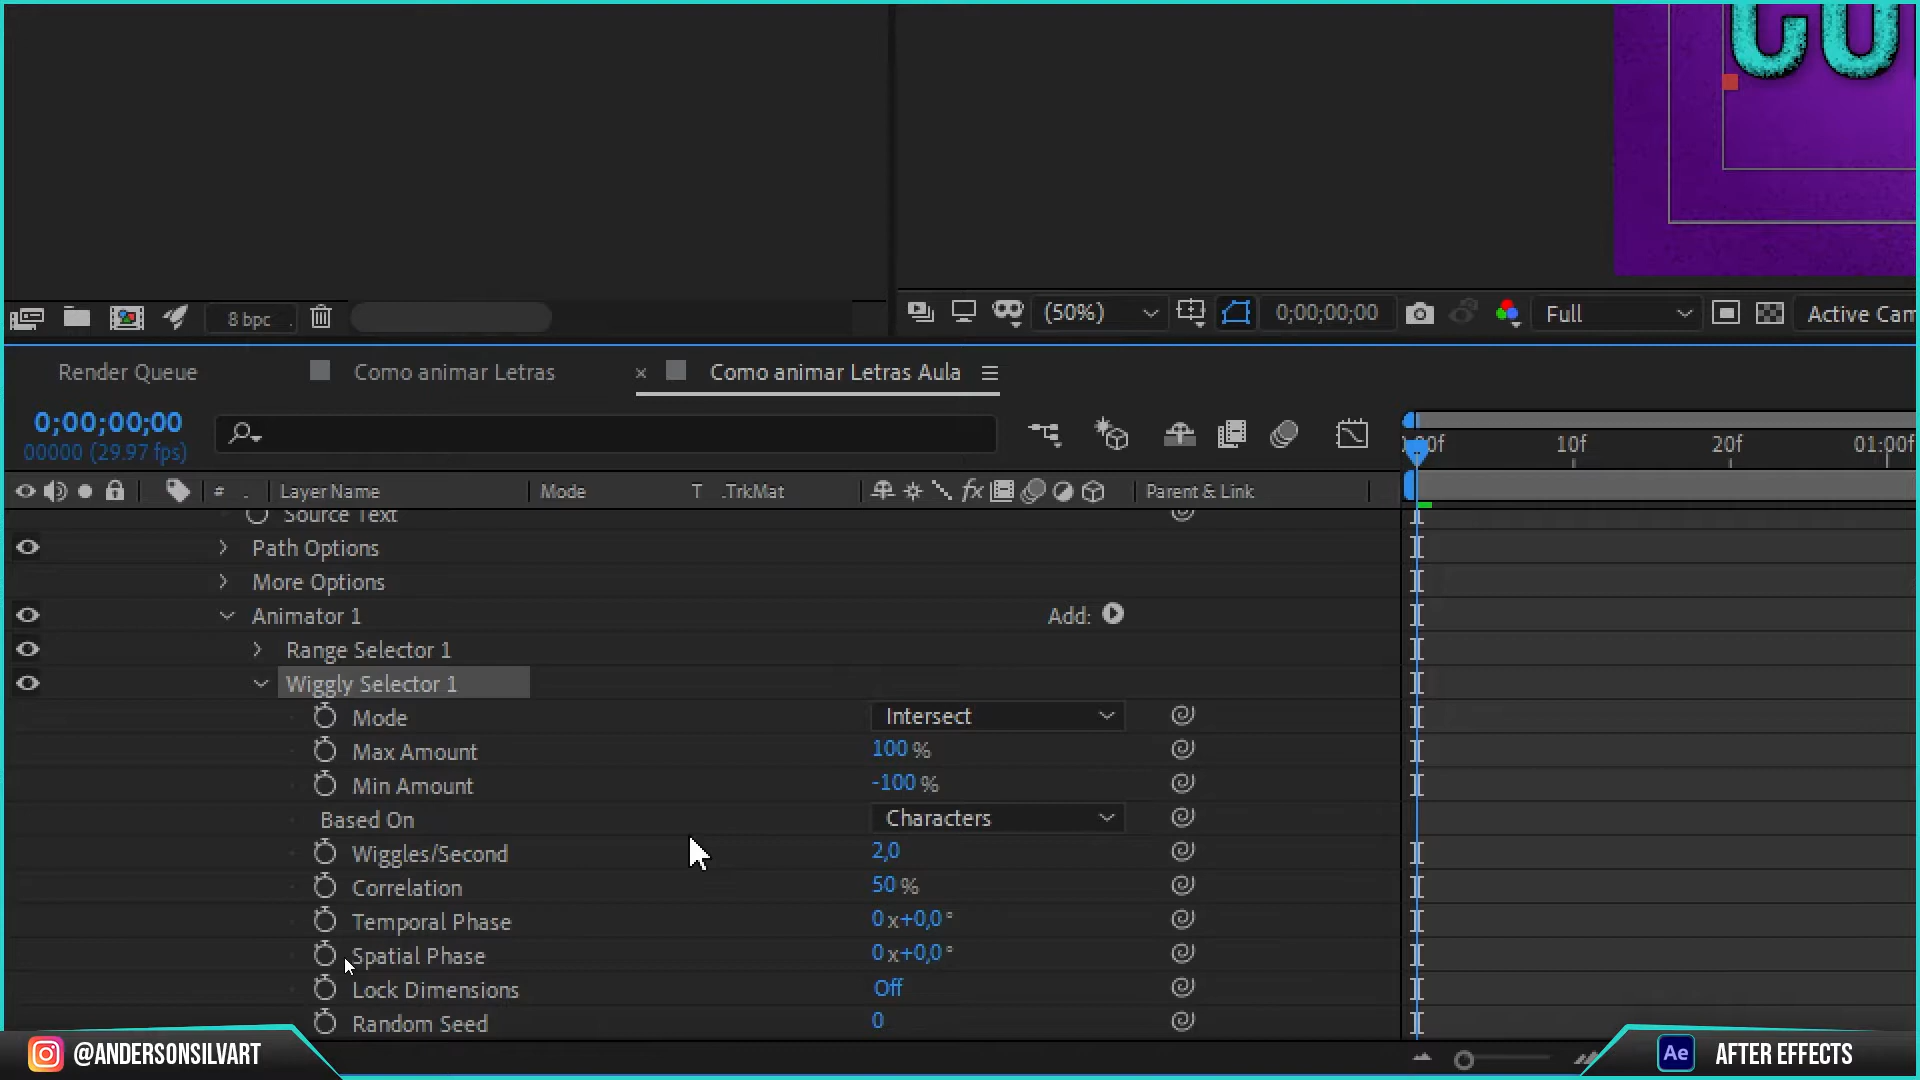 CO
8 bpc
(50%)
0;00;00;00
Full
Active Cam
Render Queue
Como animar Letras
× Como animar Letras Aula
0;00;00;00
00000 (29.97 fps)
10f 20f 01:00f
# Layer Name Mode T .TrkMat fx Parent & Link
Source Text
Path Options
More Options
Animator 1 Add:
Range Selector 1
Wiggly Selector 1
Mode Intersect
Max Amount 100 %
Min Amount -100 %
Based On Characters
Wiggles/Second 2,0
Correlation 50 %
Temporal Phase 0 x+0,0 °
Spatial Phase 0 x+0,0 °
Lock Dimensions Off
Random Seed 0
@ANDERSONSILVART
Ae AFTER EFFECTS